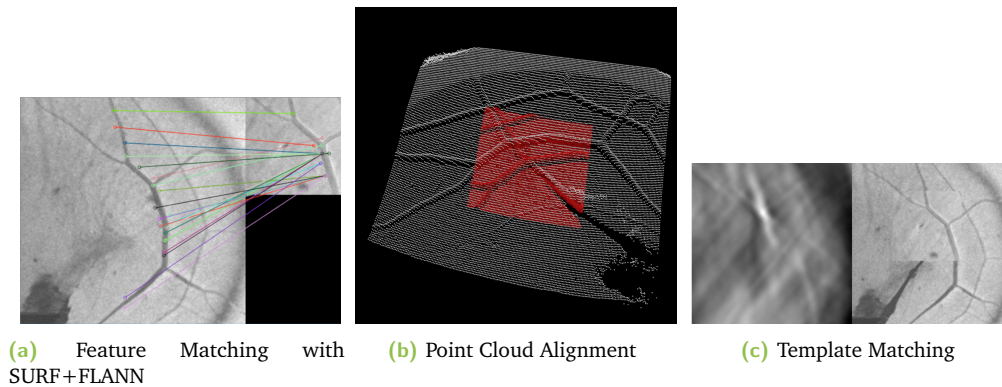 (a) Feature Matching with
SURF+FLANN
(b) Point Cloud Alignment
(c) Template Matching